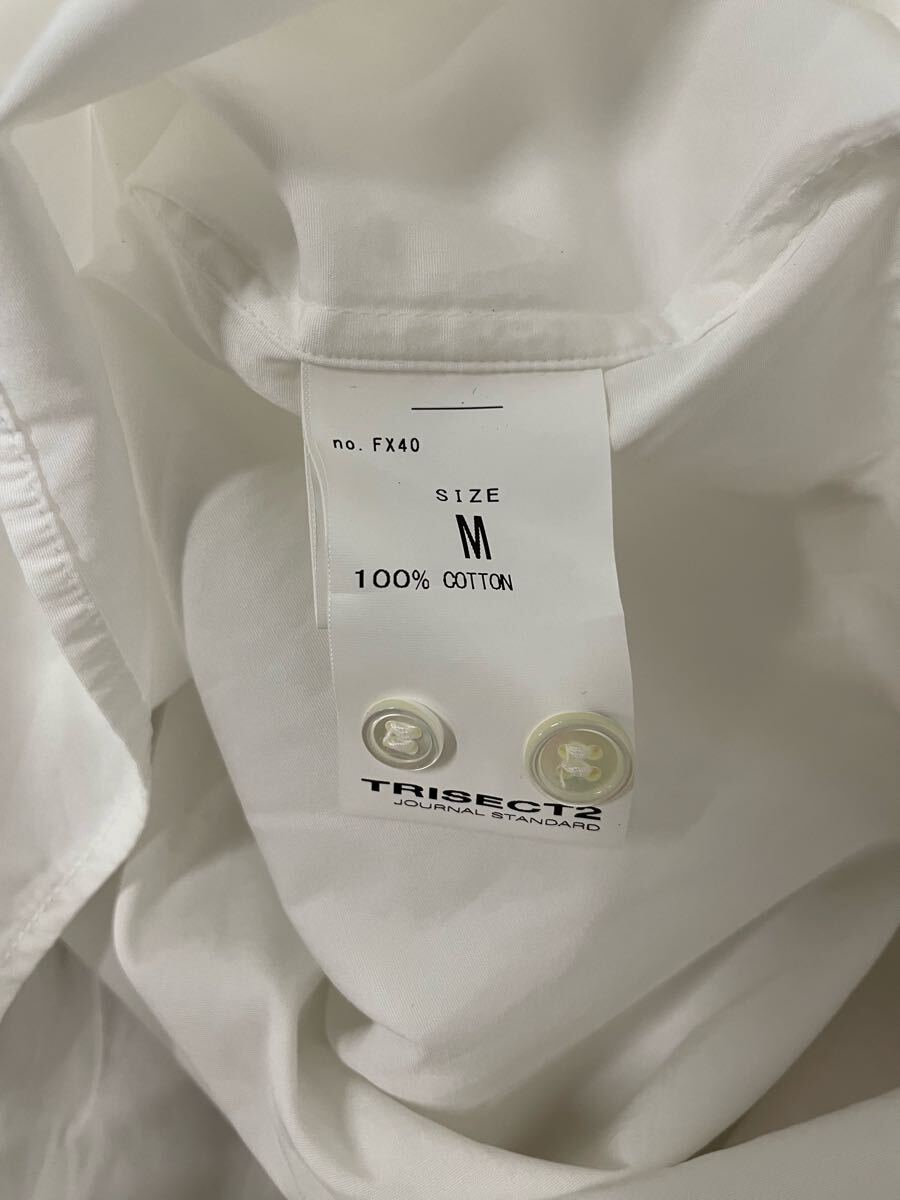 no. FX40
SIZE
M
100% COTTON
TRISECT2
JOURNAL STANDARD